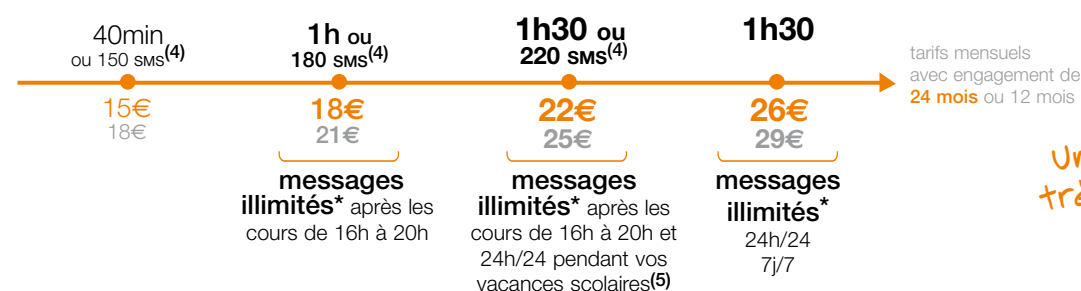 40min
ou 150 SMS(4)
1h ou
180 SMS(4)
1h30 ou
220 SMS(4)
1h30
tarifs mensuels
avec engagement de
24 mois ou 12 mois
15€
18€
18€
21€
22€
25€
26€
29€
messages
illimités* après les
cours de 16h à 20h
messages
illimités* après les
cours de 16h à 20h et
24h/24 pendant vos
vacances scolaires(5)
messages
illimités*
24h/24
7j/7